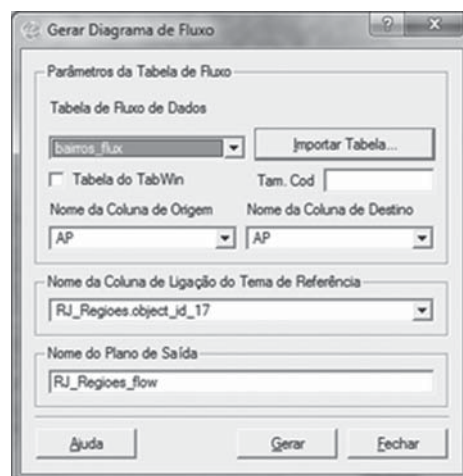 Gerar Diagrama de Fluxo
Parâmetros da Tabela de Fluxo
Tabela de Fluxo de Dados
bairros_flux
Importar Tabela...
Tabela do TabWin
Tam. Cod
Nome da Coluna de Origem
Nome da Coluna de Destino
AP
AP
Nome da Coluna de Ligação do Tema de Referência
RJ_Regioes.object_id_17
Nome do Plano de Saída
RJ_Regioes_flow
Ajuda
Gerar
Fechar